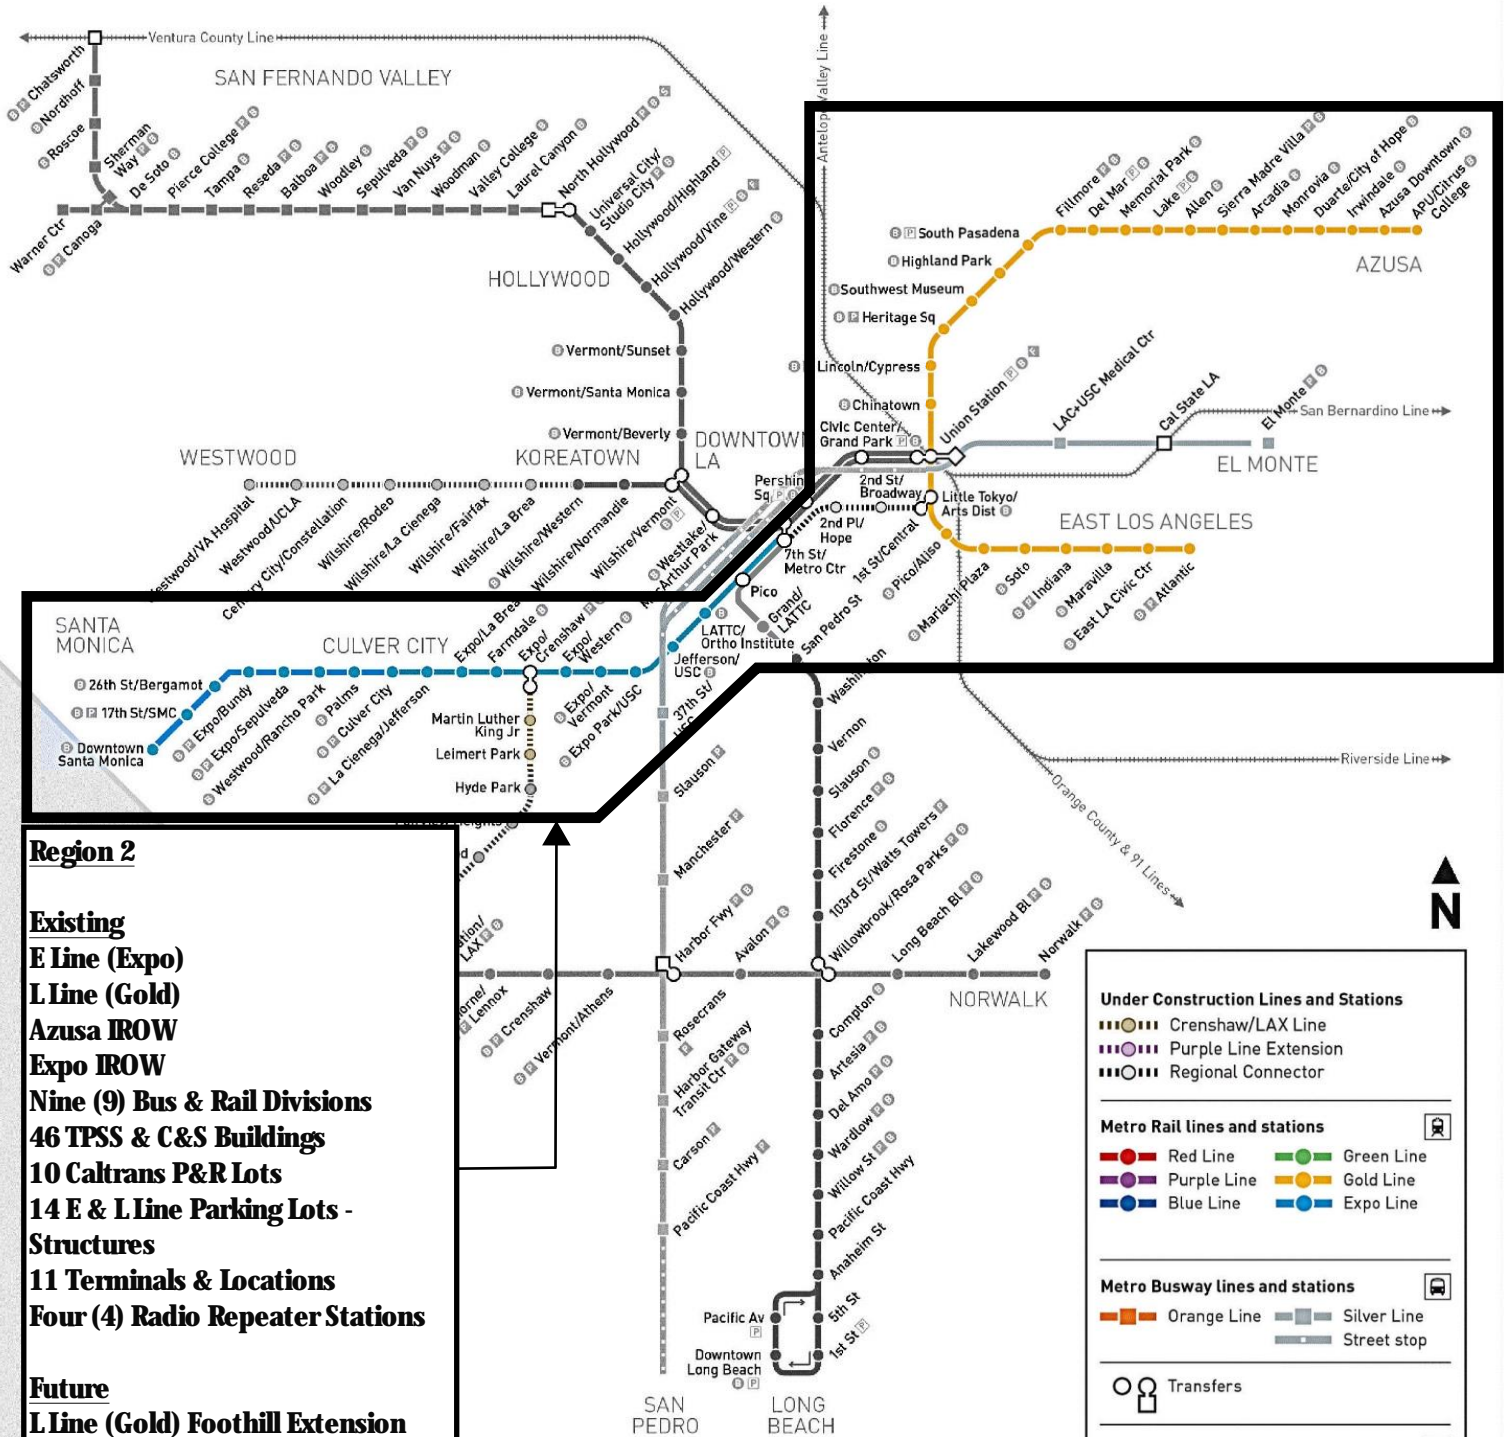 Ventura County Line
Antelope Valley Line
SAN FERNANDO VALLEY
Chatsworth
Nordhoff
Roscoe
Sherman
Way
Warner Ctr
Canoga
De Soto
Pierce College
Tampa
Reseda
Balboa
Woodley
Sepulveda
Van Nuys
Woodman
Valley College
Laurel Canyon
North Hollywood
Universal City/
Studio City
Hollywood/Highland
Hollywood/Vine
Hollywood/Western
HOLLYWOOD
Vermont/Sunset
Vermont/Santa Monica
Vermont/Beverly
WESTWOOD
KOREATOWN
DOWNTOWN
LA
Westwood/VA Hospital
Westwood/UCLA
Century City/Constellation
Wilshire/Rodeo
Wilshire/La Cienega
Wilshire/Fairfax
Wilshire/La Brea
Wilshire/Western
Wilshire/Normandie
Wilshire/Vermont
Westlake/
MacArthur Park
Pershing
Sq
Civic Center/
Grand Park
Union Station
Fillmore
Del Mar
Memorial Park
Lake
Allen
Sierra Madre Villa
Arcadia
Monrovia
Duarte/City of Hope
Irwindale
Azusa Downtown
APU/Citrus
College
AZUSA
South Pasadena
Highland Park
Southwest Museum
Heritage Sq
Lincoln/Cypress
Chinatown
LAC+USC Medical Ctr
Cal State LA
El Monte
San Bernardino Line
EL MONTE
2nd St/
Broadway
2nd Pl/
Hope
1st St/Central
Little Tokyo/
Arts Dist
EAST LOS ANGELES
Pico/Aliso
Mariachi Plaza
Soto
Indiana
Maravilla
East LA Civic Ctr
Atlantic
7th St/
Metro Ctr
Pico
Grand/
LATTC
San Pedro St
Washington
Vernon
Slauson
Florence
Firestone
103rd St/Watts Towers
Willowbrook/Rosa Parks
SANTA
MONICA
CULVER CITY
26th St/Bergamot
17th St/SMC
Downtown
Santa Monica
Expo/Bundy
Expo/Sepulveda
Westwood/Rancho Park
Palms
Culver City
La Cienega/Jefferson
Expo/La Brea
Farmdale
Expo/
Crenshaw
Expo/
Western
Expo/
Vermont
Expo Park/USC
Jefferson/
USC
LATTC/
Ortho Institute
37th St/
USC
Martin Luther
King Jr
Leimert Park
Hyde Park
Slauson
Manchester
Harbor Fwy
Avalon
Long Beach Bl
Lakewood Bl
Norwalk
NORWALK
LAX
Lennox
Crenshaw
Vermont/Athens
Rosecrans
Harbor Gateway
Transit Ctr
Carson
Pacific Coast Hwy
Compton
Artesia
Del Amo
Wardlow
Willow St
Pacific Coast Hwy
Anaheim St
5th St
1st St
Pacific Av
Downtown
Long Beach
SAN
PEDRO
LONG
BEACH
Riverside Line
Orange County & 91 Lines
N
Region 2
Existing
E Line (Expo)
L Line (Gold)
Azusa IROW
Expo IROW
Nine (9) Bus & Rail Divisions
46 TPSS & C&S Buildings
10 Caltrans P&R Lots
14 E & L Line Parking Lots -
Structures
11 Terminals & Locations
Four (4) Radio Repeater Stations
Future
L Line (Gold) Foothill Extension
Under Construction Lines and Stations
Crenshaw/LAX Line
Purple Line Extension
Regional Connector
Metro Rail lines and stations
Red Line
Green Line
Purple Line
Gold Line
Blue Line
Expo Line
Metro Busway lines and stations
Orange Line
Silver Line
Street stop
Transfers